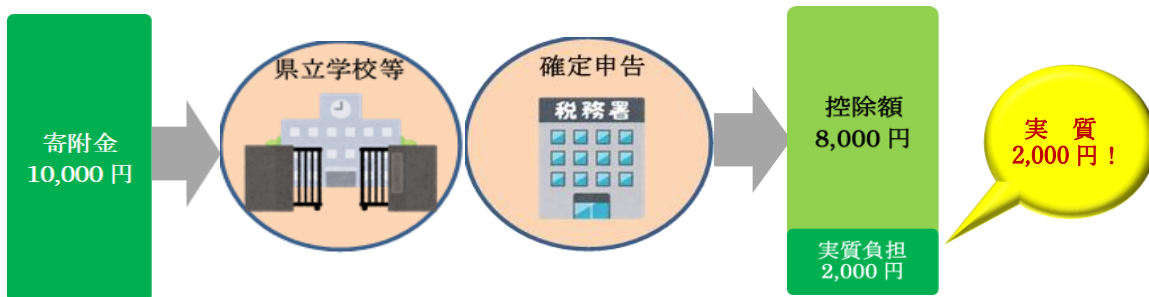 寄附金
10,000 円
県立学校等
確定申告
税務署
控除額
8,000 円
実質負担
2,000 円
実 質
2,000 円！